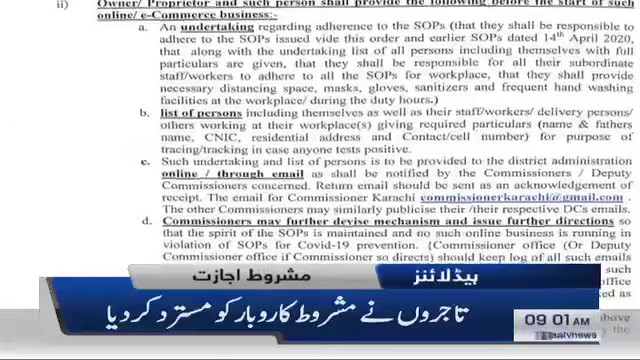 ii) Owner/ Proprietor and such person shall provide the following before the start of such
online/ e-Commerce business:-
a. An undertaking regarding adherence to the SOPs (that they shall be responsible to
adhere to the SOPs issued vide this order and earlier SOPs dated 14th April 2020,
that along with the undertaking list of all persons including themselves with full
particulars are given, that they shall be responsible for all their subordinate
staff/workers to adhere to all the SOPs for workplace, that they shall provide
necessary distancing space, masks, gloves, sanitizers and frequent hand washing
facilities at the workplace/ during the duty hours.)
b. list of persons including themselves as well as their staff/workers/ delivery persons/
others working at their workplace(s) giving required particulars (name & fathers
name, CNIC, residential address and Contact/cell number) for purpose of
tracing/tracking in case anyone tests positive.
c. Such undertaking and list of persons is to be provided to the district administration
online / through email as shall be notified by the Commissioners / Deputy
Commissioners concerned. Return email should be sent as an acknowledgement of
receipt. The email for Commissioner Karachi commissionerkarachi@gmail.com .
The other Commissioners may similarly publicise their /their respective DCs emails.
d. Commissioners may further devise mechanism and issue further directions so
that the spirit of the SOPs is maintained and no such online business is running in
violation of SOPs for Covid-19 prevention. {Commissioner office (Or Deputy
Commissioner office if Commissioner so directs) should keep log of all such emails
such
office
ed as
above
by the
ہیڈلائنز
مشروط اجازت
تاجروں نے مشروط کاروبار کو مسترد کر دیا
09:01 AM